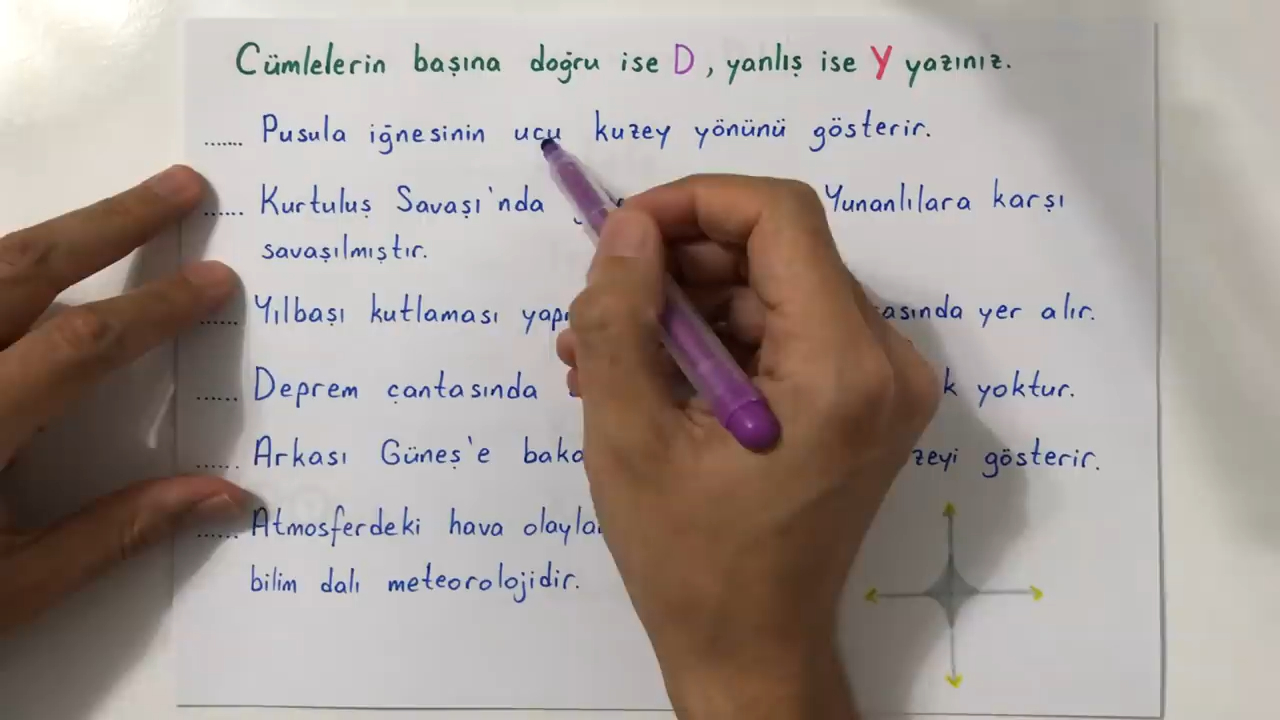 Cümlelerin başına doğru ise D, yanlış ise Y yazınız.
....... Pusula iğnesinin ucu kuzey yönünü gösterir.
...... Kurtuluş Savaşı'nda Yunanlılara karşı
savaşılmıştır.
...... Yılbaşı kutlaması yer alır.
...... Deprem çantasında yoktur.
...... Arkası Güneş'e gösterir.
...... Atmosferdeki hava
bilim dalı meteorolojidir.